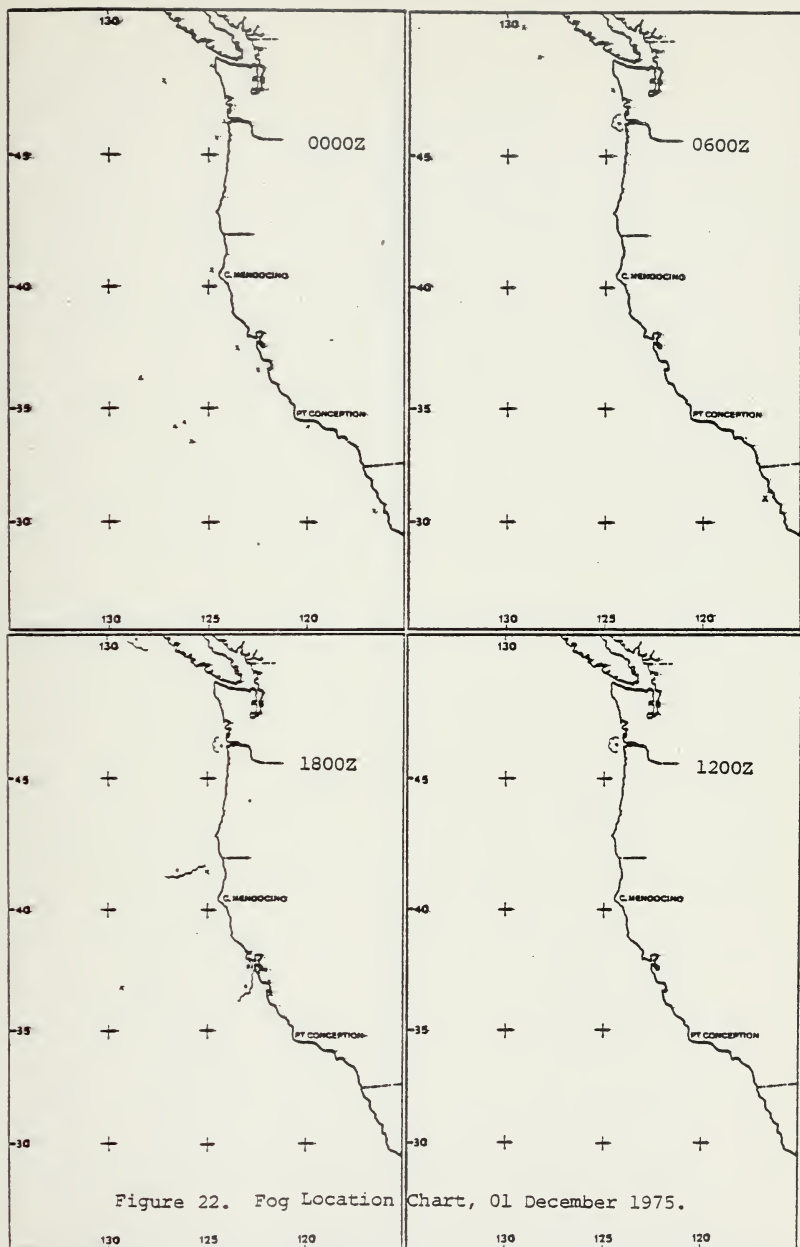 130
0000Z
45
C. MENDOCINO
40
35
PT CONCEPTION
30
130
125
120
130
0600Z
45
C. MENDOCINO
40
35
PT CONCEPTION
30
130
125
120
130
1800Z
45
C. MENDOCINO
40
35
PT CONCEPTION
30
130
1200Z
45
C. MENDOCINO
40
35
PT CONCEPTION
30
Figure 22. Fog Location Chart, 01 December 1975.
130
125
120
130
125
120